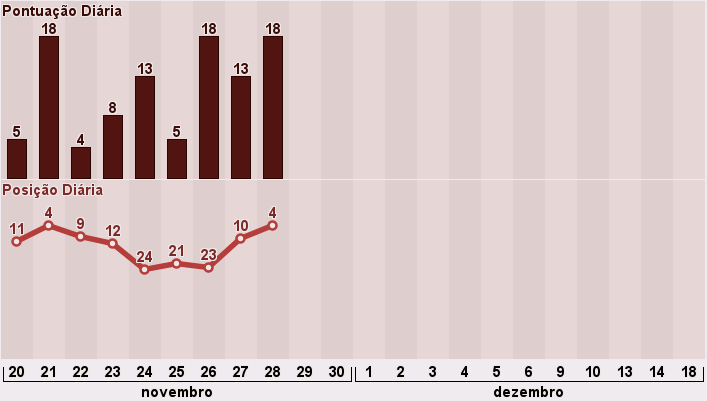 Pontuação Diária
5 18 4 8 13 5 18 13 18
Posição Diária
11 4 9 12 24 21 23 10 4
20 21 22 23 24 25 26 27 28 29 30 1 2 3 4 5 6 9 10 13 14 18
novembro dezembro